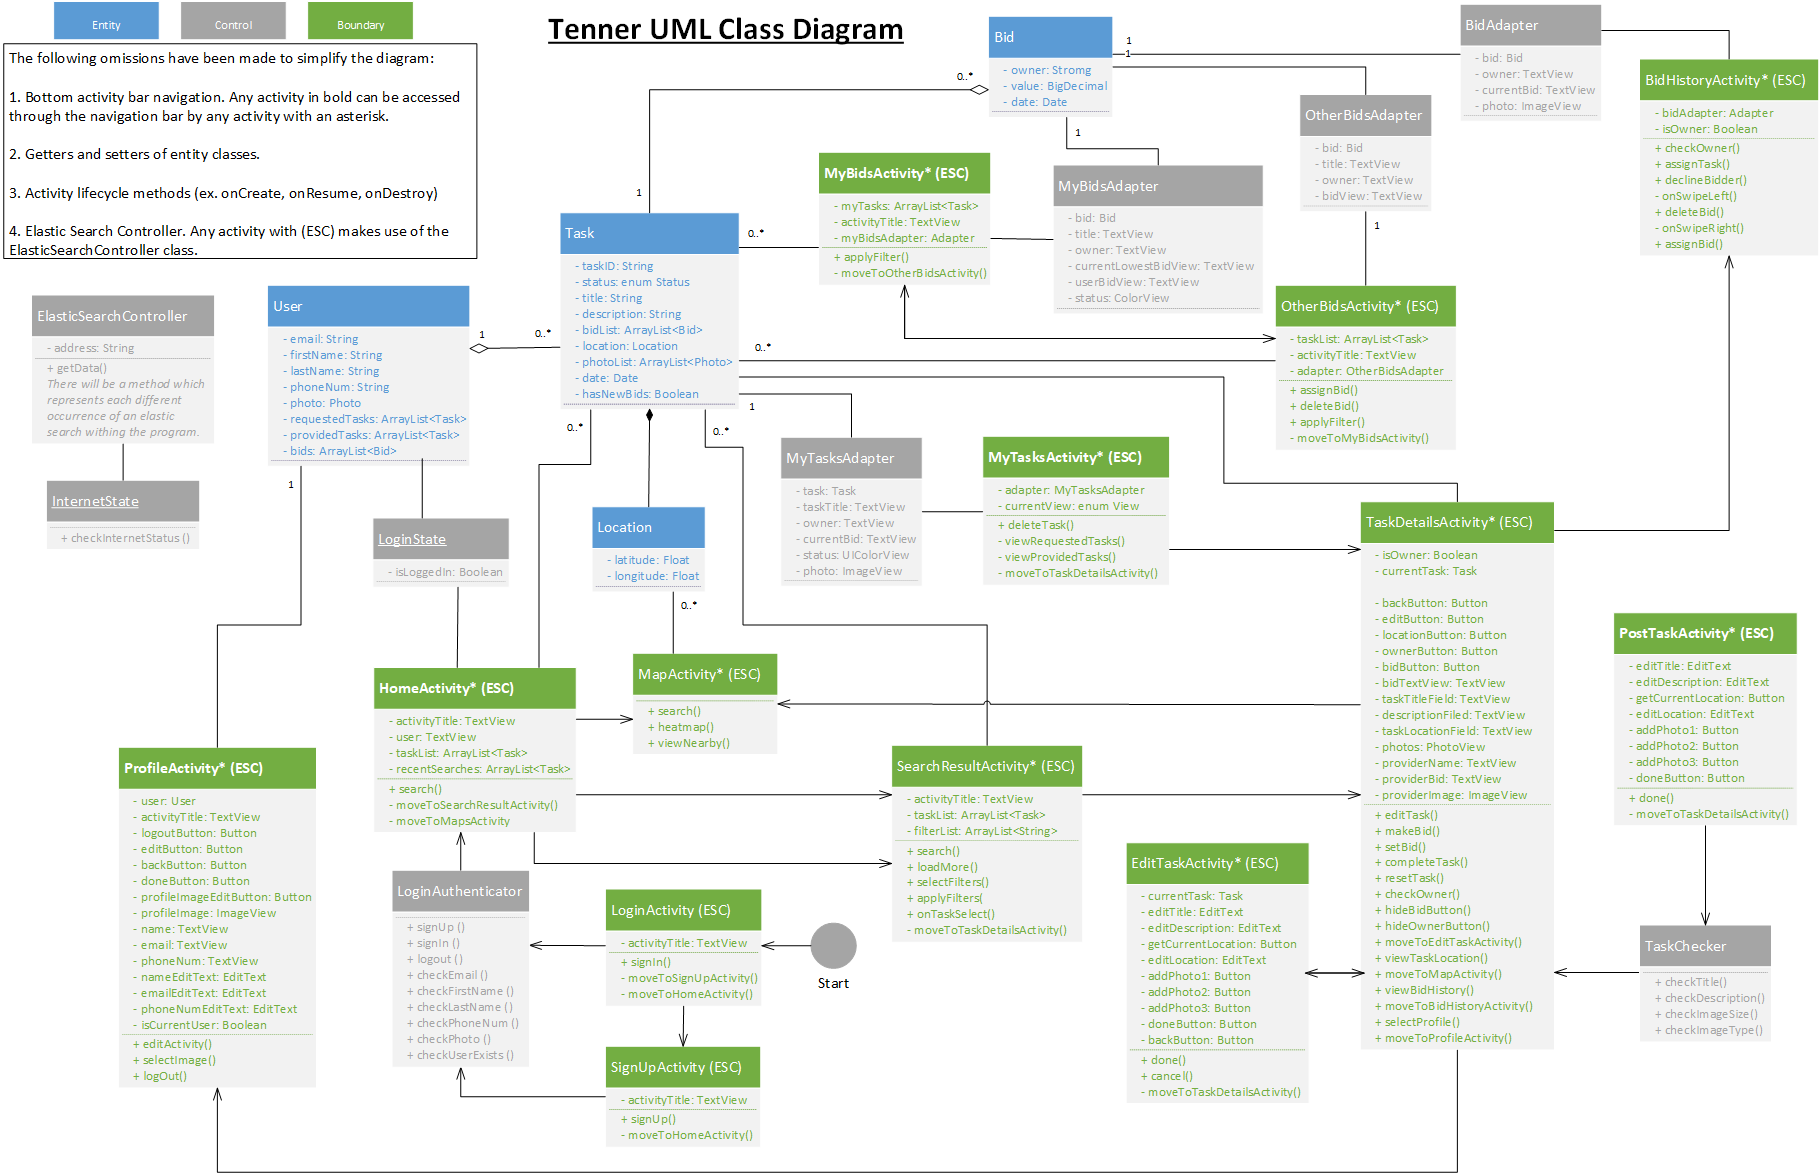 Entity
Control
Boundary
Tenner UML Class Diagram
The following omissions have been made to simplify the diagram:
1. Bottom activity bar navigation. Any activity in bold can be accessed
through the navigation bar by any activity with an asterisk.
2. Getters and setters of entity classes.
3. Activity lifecycle methods (ex. onCreate, onResume, onDestroy)
4. Elastic Search Controller. Any activity with (ESC) makes use of the
ElasticSearchController class.
Bid
- owner: Stromg
- value: BigDecimal
- date: Date
1
1
0..*
1
1
BidAdapter
- bid: Bid
- owner: TextView
- currentBid: TextView
- photo: ImageView
BidHistoryActivity* (ESC)
- bidAdapter: Adapter
- isOwner: Boolean
+ checkOwner()
+ assignTask()
+ declineBidder()
- onSwipeLeft()
+ deleteBid()
- onSwipeRight()
+ assignBid()
OtherBidsAdapter
- bid: Bid
- title: TextView
- owner: TextView
- bidView: TextView
1
MyBidsActivity* (ESC)
- myTasks: ArrayList<Task>
- activityTitle: TextView
- myBidsAdapter: Adapter
+ applyFilter()
- moveToOtherBidsActivity()
MyBidsAdapter
- bid: Bid
- title: TextView
- owner: TextView
- currentLowestBidView: TextView
- userBidView: TextView
- status: ColorView
Task
- taskID: String
- status: enum Status
- title: String
- description: String
- bidList: ArrayList<Bid>
- location: Location
- photoList: ArrayList<Photo>
- date: Date
- hasNewBids: Boolean
0..*
0..*
1
0..*
0..*
OtherBidsActivity* (ESC)
- taskList: ArrayList<Task>
- activityTitle: TextView
- adapter: OtherBidsAdapter
+ assignBid()
+ deleteBid()
+ applyFilter()
- moveToMyBidsActivity()
ElasticSearchController
- address: String
+ getData()
There will be a method which
represents each different
occurrence of an elastic
search withing the program.
InternetState
+ checkInternetStatus ()
User
- email: String
- firstName: String
- lastName: String
- phoneNum: String
- photo: Photo
- requestedTasks: ArrayList<Task>
- providedTasks: ArrayList<Task>
- bids: ArrayList<Bid>
1
0..*
1
LoginState
- isLoggedIn: Boolean
Location
- latitude: Float
- longitude: Float
0..*
MyTasksAdapter
- task: Task
- taskTitle: TextView
- owner: TextView
- currentBid: TextView
- status: UIColorView
- photo: ImageView
MyTasksActivity* (ESC)
- adapter: MyTasksAdapter
- currentView: enum View
+ deleteTask()
- viewRequestedTasks()
- viewProvidedTasks()
- moveToTaskDetailsActivity()
TaskDetailsActivity* (ESC)
- isOwner: Boolean
- currentTask: Task
- backButton: Button
- editButton: Button
- locationButton: Button
- ownerButton: Button
- bidButton: Button
- bidTextView: TextView
- taskTitleField: TextView
- descriptionFiled: TextView
- taskLocationField: TextView
- photos: PhotoView
- providerName: TextView
- providerBid: TextView
- providerImage: ImageView
+ editTask()
+ makeBid()
+ setBid()
+ completeTask()
+ resetTask()
+ checkOwner()
+ hideBidButton()
+ hideOwnerButton()
- moveToEditTaskActivity()
+ viewTaskLocation()
+ moveToMapActivity()
+ viewBidHistory()
+ moveToBidHistoryActivity()
+ selectProfile()
- moveToProfileActivity()
PostTaskActivity* (ESC)
- editTitle: EditText
- editDescription: EditText
- getCurrentLocation: Button
- editLocation: EditText
- addPhoto1: Button
- addPhoto2: Button
- addPhoto3: Button
- doneButton: Button
+ done()
- moveToTaskDetailsActivity()
TaskChecker
+ checkTitle()
+ checkDescription()
+ checkImageSize()
+ checkImageType()
HomeActivity* (ESC)
- activityTitle: TextView
- user: TextView
- taskList: ArrayList<Task>
- recentSearches: ArrayList<Task>
+ search()
- moveToSearchResultActivity()
- moveToMapsActivity
MapActivity* (ESC)
+ search()
+ heatmap()
+ viewNearby()
SearchResultActivity* (ESC)
- activityTitle: TextView
- taskList: ArrayList<Task>
- filterList: ArrayList<String>
+ search()
+ loadMore()
+ selectFilters()
+ applyFilters(
+ onTaskSelect()
- moveToTaskDetailsActivity()
ProfileActivity* (ESC)
- user: User
- activityTitle: TextView
- logoutButton: Button
- editButton: Button
- backButton: Button
- doneButton: Button
- profileImageEditButton: Button
- profileImage: ImageView
- name: TextView
- email: TextView
- phoneNum: TextView
- nameEditText: EditText
- emailEditText: EditText
- phoneNumEditText: EditText
- isCurrentUser: Boolean
+ editActivity()
+ selectImage()
+ logOut()
LoginAuthenticator
+ signUp ()
+ signIn ()
+ logout ()
+ checkEmail ()
+ checkFirstName ()
+ checkLastName ()
+ checkPhoneNum ()
+ checkPhoto ()
+ checkUserExists ()
LoginActivity (ESC)
- activityTitle: TextView
+ signIn()
- moveToSignUpActivity()
- moveToHomeActivity()
Start
SignUpActivity (ESC)
- activityTitle: TextView
+ signUp()
- moveToHomeActivity()
EditTaskActivity* (ESC)
- currentTask: Task
- editTitle: EditText
- editDescription: EditText
- getCurrentLocation: Button
- editLocation: EditText
- addPhoto1: Button
- addPhoto2: Button
- addPhoto3: Button
- doneButton: Button
- backButton: Button
+ done()
+ cancel()
- moveToTaskDetailsActivity()